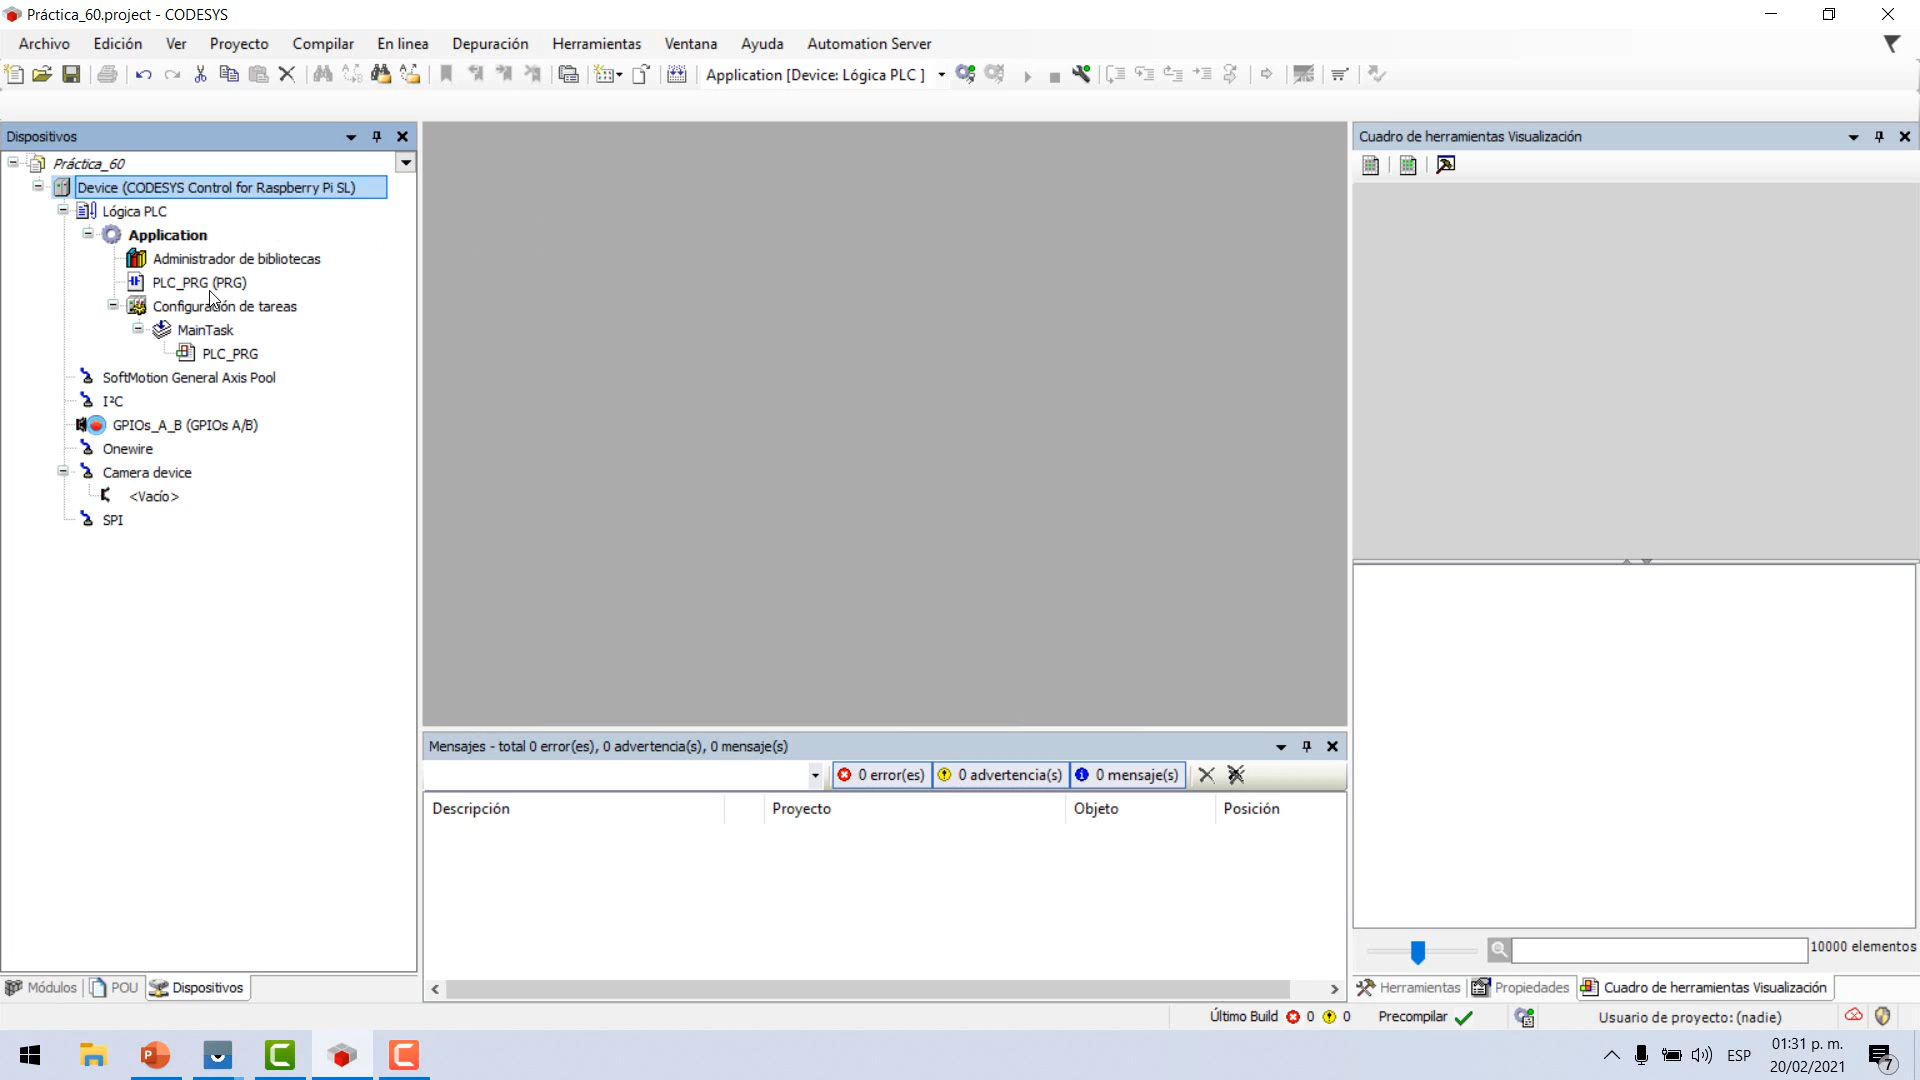 Práctica_60.project - CODESYS
Archivo Edición Ver Proyecto Compilar En linea Depuración Herramientas Ventana Ayuda Automation Server
Application [Device: Lógica PLC ]
Dispositivos
Práctica_60
Device (CODESYS Control for Raspberry Pi SL)
Lógica PLC
Application
Administrador de bibliotecas
PLC_PRG (PRG)
Configuración de tareas
MainTask
PLC_PRG
SoftMotion General Axis Pool
I²C
GPIOs_A_B (GPIOs A/B)
Onewire
Camera device
<Vacío>
SPI
Módulos POU Dispositivos
Mensajes - total 0 error(es), 0 advertencia(s), 0 mensaje(s)
0 error(es) 0 advertencia(s) 0 mensaje(s)
Descripción Proyecto Objeto Posición
Cuadro de herramientas Visualización
10000 elementos
Herramientas Propiedades Cuadro de herramientas Visualización
Último Build 0 0 Precompilar Usuario de proyecto: (nadie)
ESP
01:31 p. m.
20/02/2021
7